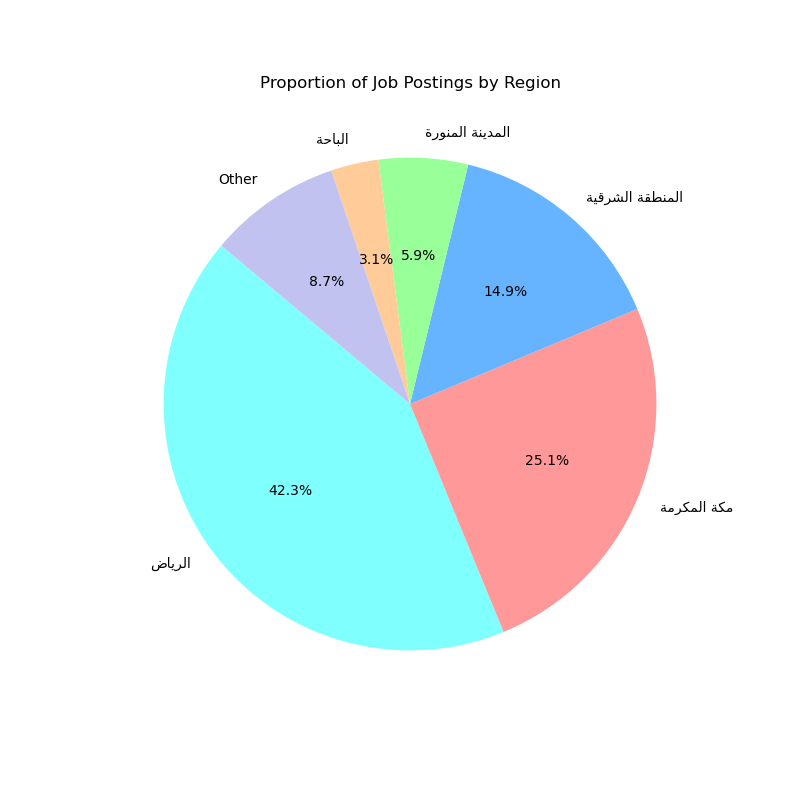 Proportion of Job Postings by Region
المدينة المنورة
الباحة
Other
المنطقة الشرقية
3.1%
5.9%
8.7%
14.9%
25.1%
42.3%
مكة المكرمة
الرياض